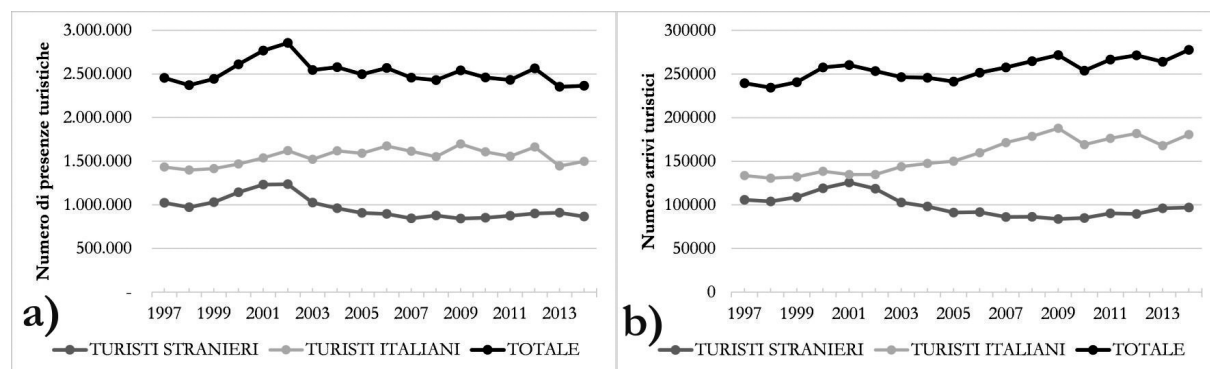 Numero di presenze turistiche
3.000.000
2.500.000
2.000.000
1.500.000
1.000.000
500.000
-
1997 1999 2001 2003 2005 2007 2009 2011 2013
a)
TURISTI STRANIERI TURISTI ITALIANI TOTALE
Numero arrivi turistici
300000
250000
200000
150000
100000
50000
0
1997 1999 2001 2003 2005 2007 2009 2011 2013
b)
TURISTI STRANIERI TURISTI ITALIANI TOTALE